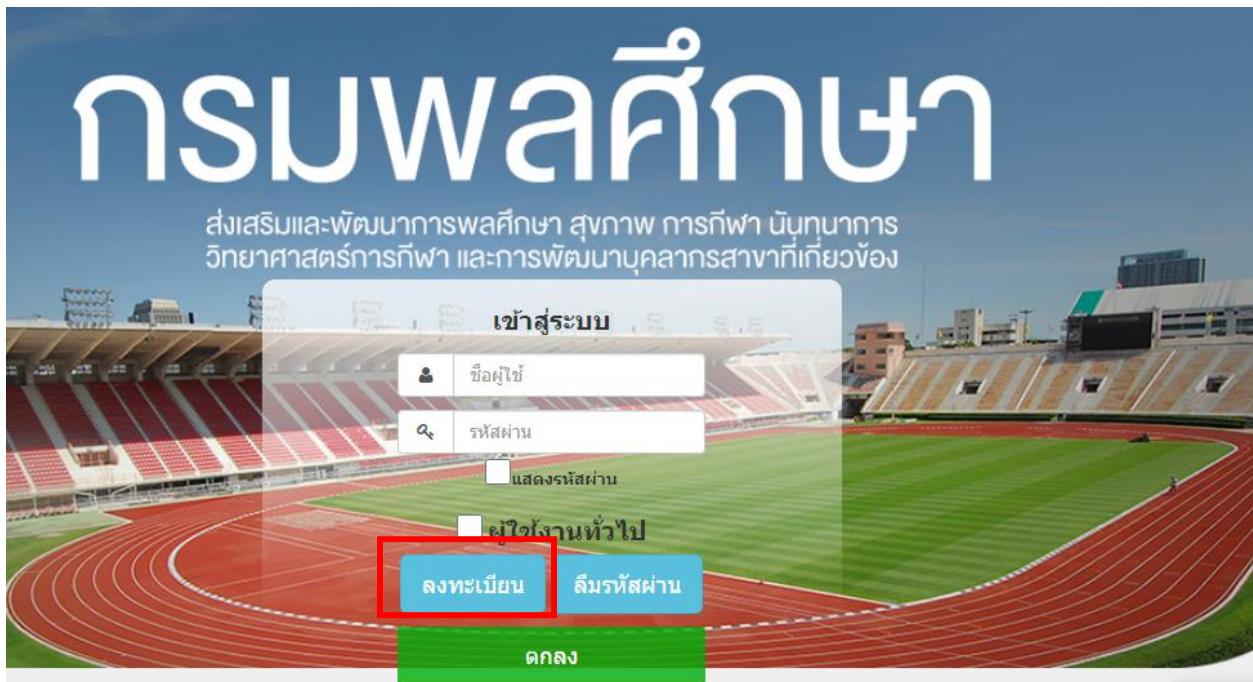 กรมพลศึกษา
ส่งเสริมและพัฒนาการพลศึกษา สุขภาพ การกีฬา นันทนาการ
วิทยาศาสตร์การกีฬา และการพัฒนาบุคลากรสาขาที่เกี่ยวข้อง
เข้าสู่ระบบ
ชื่อผู้ใช้
รหัสผ่าน
แสดงรหัสผ่าน
ผู้ใช้งานทั่วไป
ลงทะเบียน ลืมรหัสผ่าน
ตกลง